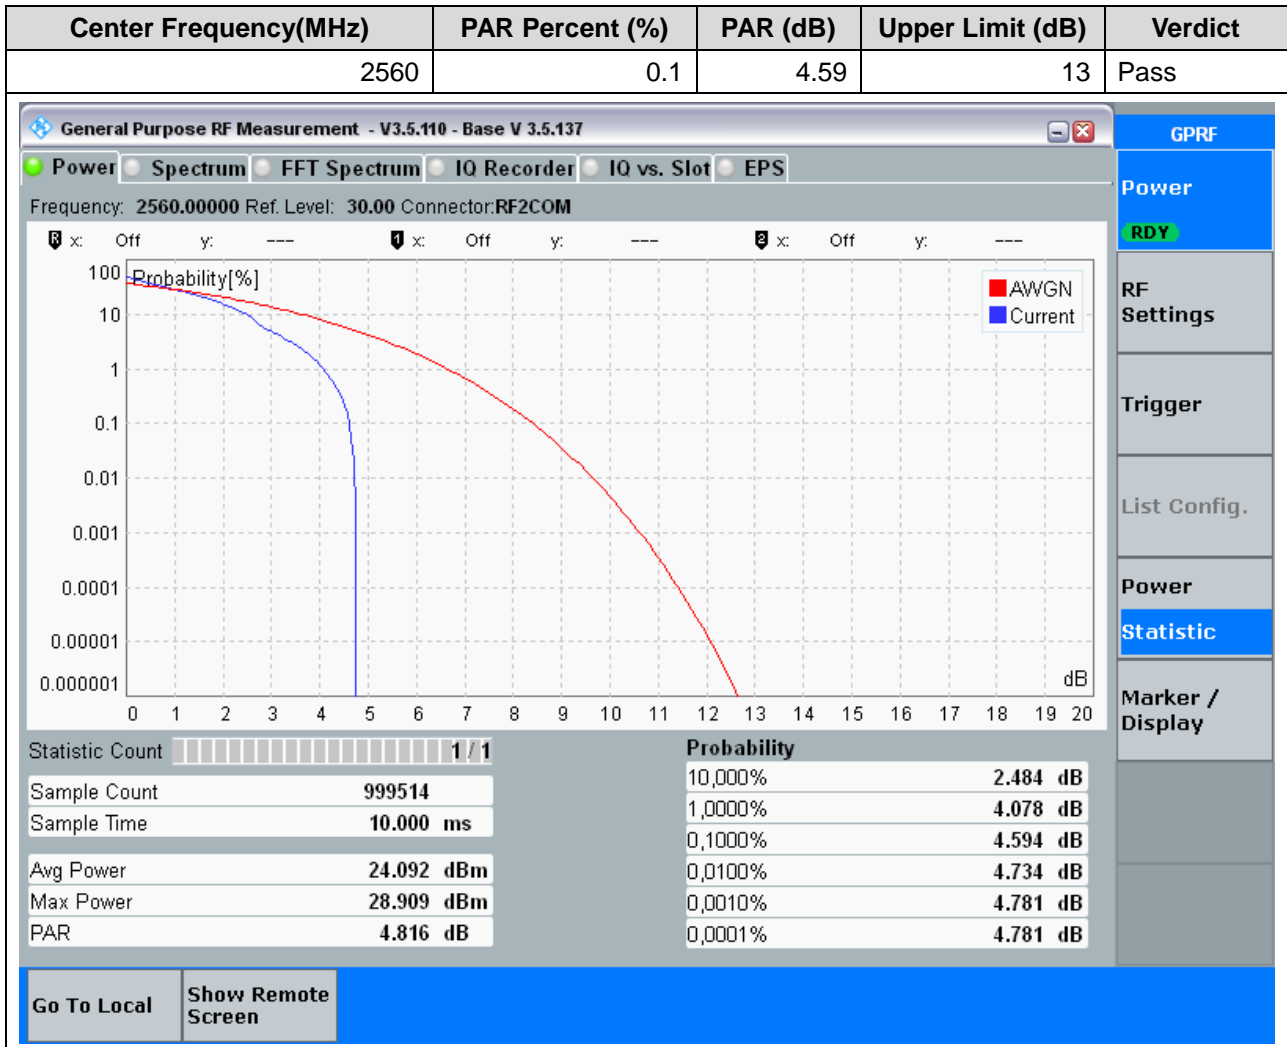 Center Frequency(MHz) PAR Percent (%) PAR (dB) Upper Limit (dB) Verdict
2560 0.1 4.59 13 Pass
General Purpose RF Measurement - V3.5.110 - Base V 3.5.137
GPRF
Power Spectrum FFT Spectrum IQ Recorder IQ vs. Slot EPS
Frequency: 2560.00000 Ref. Level: 30.00 Connector:RF2COM
R x: Off y: --- 1 x: Off y: --- 2 x: Off y: ---
Probability[%]
AWGN
Current
100
10
1
0.1
0.01
0.001
0.0001
0.00001
0.000001
dB
0 1 2 3 4 5 6 7 8 9 10 11 12 13 14 15 16 17 18 19 20
Statistic Count 1 / 1
Sample Count 999514
Sample Time 10.000 ms
Avg Power 24.092 dBm
Max Power 28.909 dBm
PAR 4.816 dB
Probability
10,000% 2.484 dB
1,0000% 4.078 dB
0,1000% 4.594 dB
0,0100% 4.734 dB
0,0010% 4.781 dB
0,0001% 4.781 dB
Power
RDY
RF
Settings
Trigger
List Config.
Power
Statistic
Marker /
Display
Go To Local
Show Remote
Screen